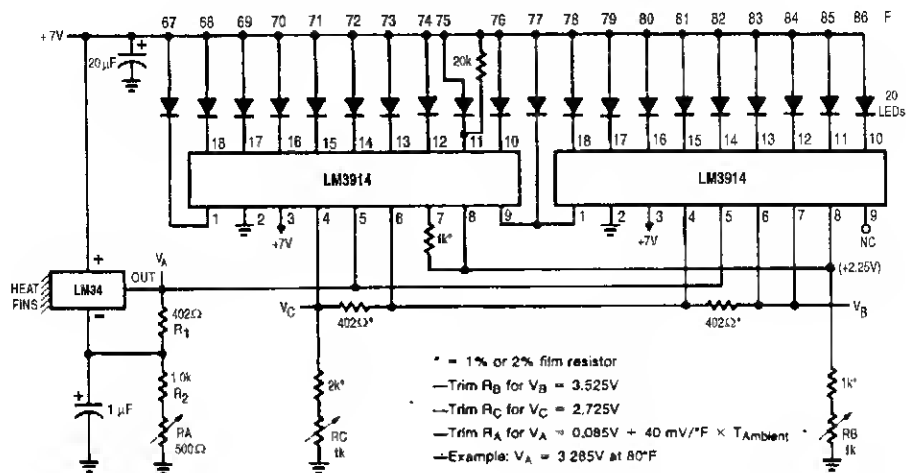 67 68 69 70 71 72 73 74 75 76 77 78 79 80 81 82 83 84 85 86 F
+7V
20µF
20k
20 LEDs
18 17 16 15 14 13 12 11 10
18 17 16 15 14 13 12 11 10
LM3914
LM3914
1 2 3 4 5 6 7 8 9
1 2 3 4 5 6 7 8 9
+7V
1k*
+7V
NC
(+2.25V)
VA
+
HEAT FINS
LM34
OUT
–
402Ω
R1
VC
402Ω*
402Ω*
VB
1.0k
R2
+
1 µF
RA
500Ω
2k*
RC
1k
1k*
RB
1k
* = 1% or 2% film resistor
—Trim RB for VB = 3.525V
—Trim RC for VC = 2.725V
—Trim RA for VA = 0.085V + 40 mV/°F × TAmbient
—Example: VA = 3.285V at 80°F